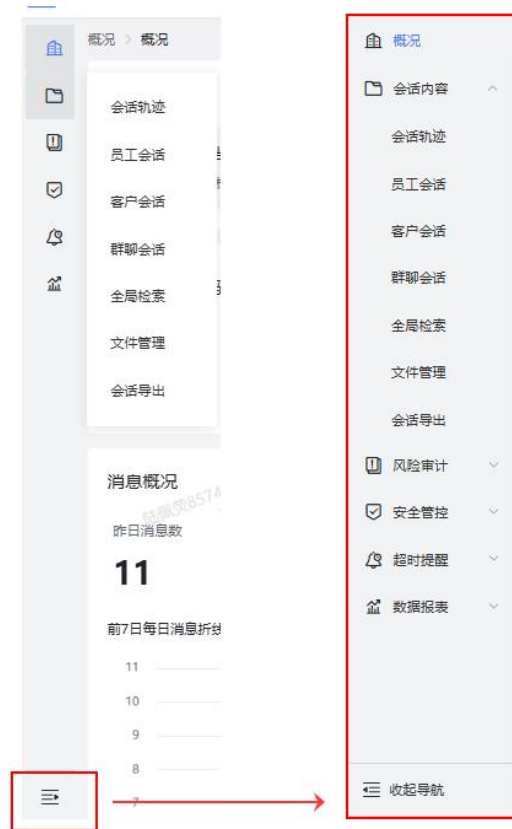 概况 > 概况
会话轨迹
员工会话
客户会话
群聊会话
全局检索
文件管理
会话导出
消息概况
昨日消息数
11
前7日每日消息折线
11
10
9
8
7
概况
会话内容
会话轨迹
员工会话
客户会话
群聊会话
全局检索
文件管理
会话导出
风险审计
安全管控
超时提醒
数据报表
收起导航